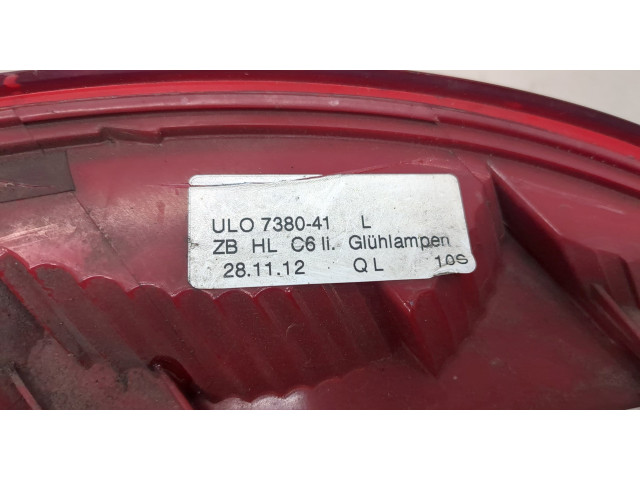 ULO 7380-41 L
ZB HL C6 li. Glühlampen
28.11.12 QL 10S